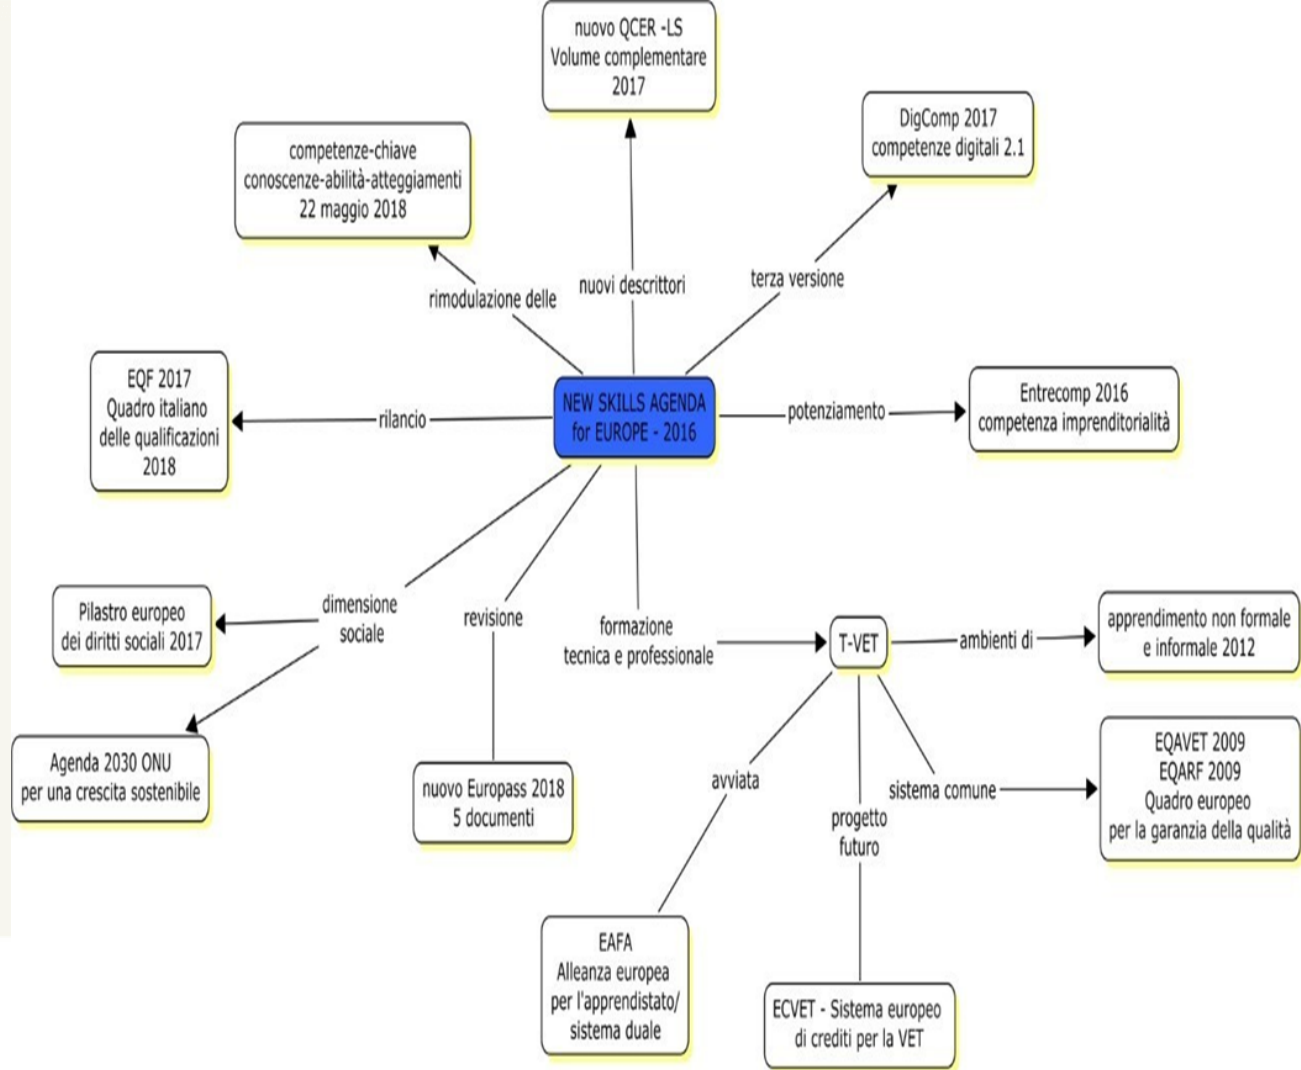 nuovo QCER -LS
Volume complementare
2017
DigComp 2017
competenze digitali 2.1
competenze-chiave
conoscenze-abilità-atteggiamenti
22 maggio 2018
nuovi descrittori
terza versione
rimodulazione delle
EQF 2017
Quadro italiano
delle qualificazioni
2018
rilancio
NEW SKILLS AGENDA
for EUROPE - 2016
potenziamento
Entrecomp 2016
competenza imprenditorialità
Pilastro europeo
dei diritti sociali 2017
dimensione
sociale
revisione
formazione
tecnica e professionale
T-VET
ambienti di
apprendimento non formale
e informale 2012
Agenda 2030 ONU
per una crescita sostenibile
nuovo Europass 2018
5 documenti
avviata
progetto
futuro
sistema comune
EQAVET 2009
EQARF 2009
Quadro europeo
per la garanzia della qualità
EAFA
Alleanza europea
per l'apprendistato/
sistema duale
ECVET - Sistema europeo
di crediti per la VET